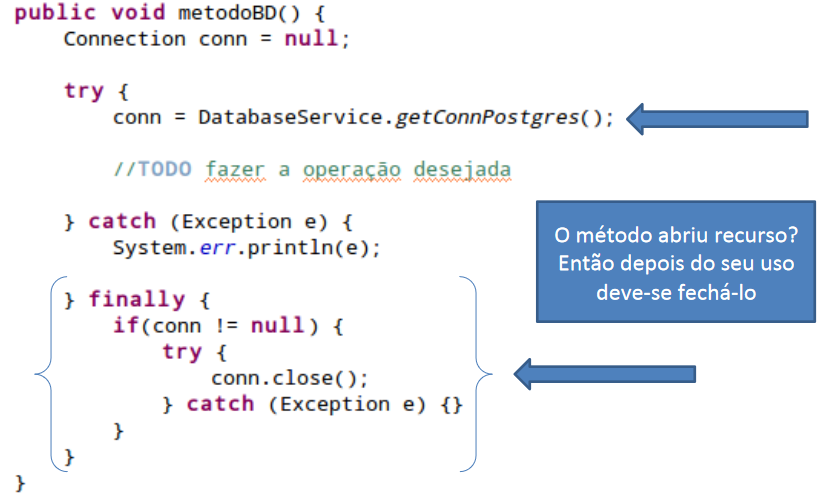 public void metodoBD() {
    Connection conn = null;

    try {
        conn = DatabaseService.getConnPostgres();

        //TODO fazer a operação desejada

    } catch (Exception e) {
        System.err.println(e);

    } finally {
        if(conn != null) {
            try {
                conn.close();
            } catch (Exception e) {}
        }
    }
}
O método abriu recurso?
Então depois do seu uso
deve-se fechá-lo